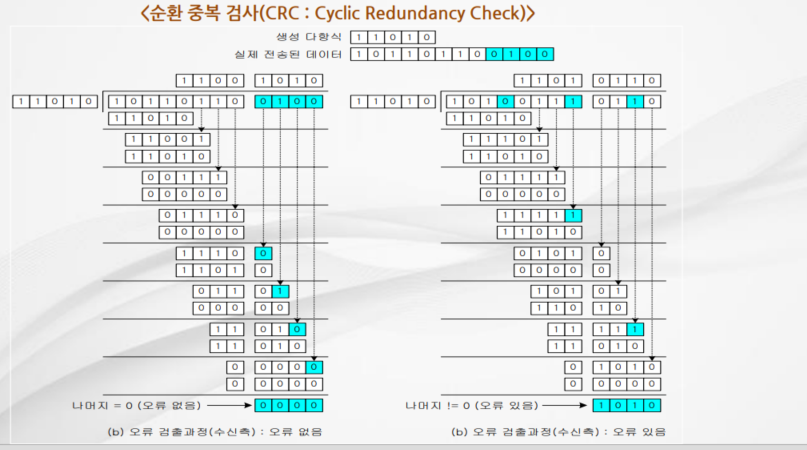 <순환 중복 검사(CRC : Cyclic Redundancy Check)>
생성 다항식 1 1 0 1 0
실제 전송된 데이터 1 0 1 1 0 1 1 0 0 1 0 0
1 1 0 0 1 0 1 0
1 1 0 1 0 1 0 1 1 0 1 1 0 0 1 0 0
1 1 0 1 0
1 1 0 0 1
1 1 0 1 0
0 0 1 1 1
0 0 0 0 0
0 1 1 1 0
0 0 0 0 0
1 1 1 0 0
1 1 0 1 0
0 1 1 0 1
0 0 0 0 0
1 1 0 1 0
1 1 0 1 0
0 0 0 0 0
0 0 0 0 0
나머지 = 0 (오류 없음) 0 0 0 0
(b) 오류 검출과정(수신측) : 오류 없음
1 1 0 1 0 1 1 0
1 1 0 1 0 1 0 1 0 0 1 1 1 0 1 1 0
1 1 0 1 0
1 1 1 0 1
1 1 0 1 0
0 1 1 1 1
0 0 0 0 0
1 1 1 1 1
1 1 0 1 0
0 1 0 1 0
0 0 0 0 0
1 0 1 0 1
1 1 0 1 0
1 1 1 1 1
1 1 0 1 0
0 1 0 1 0
0 0 0 0 0
나머지 != 0 (오류 있음) 1 0 1 0
(b) 오류 검출과정(수신측) : 오류 있음